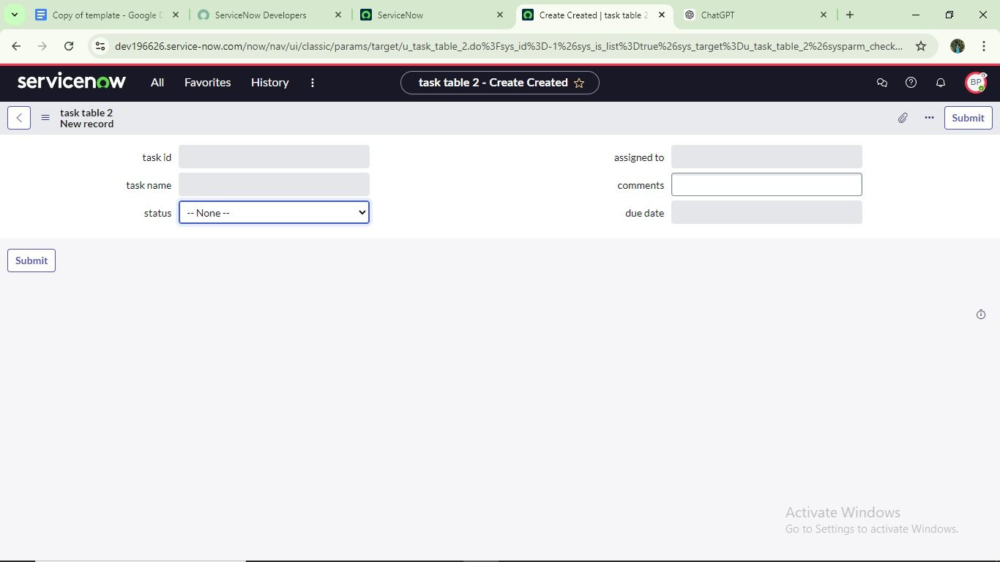 Copy of template - Google D
ServiceNow Developers
ServiceNow
Create Created | task table 2
ChatGPT
dev196626.service-now.com/now/nav/ui/classic/params/target/u_task_table_2.do%3Fsys_id%3D-1%26sys_is_list%3Dtrue%26sys_target%3Du_task_table_2%26sysparm_check...
servicenow
All
Favorites
History
task table 2 - Create Created
BP
task table 2
New record
Submit
task id
assigned to
task name
comments
status
-- None --
due date
Submit
Activate Windows
Go to Settings to activate Windows.